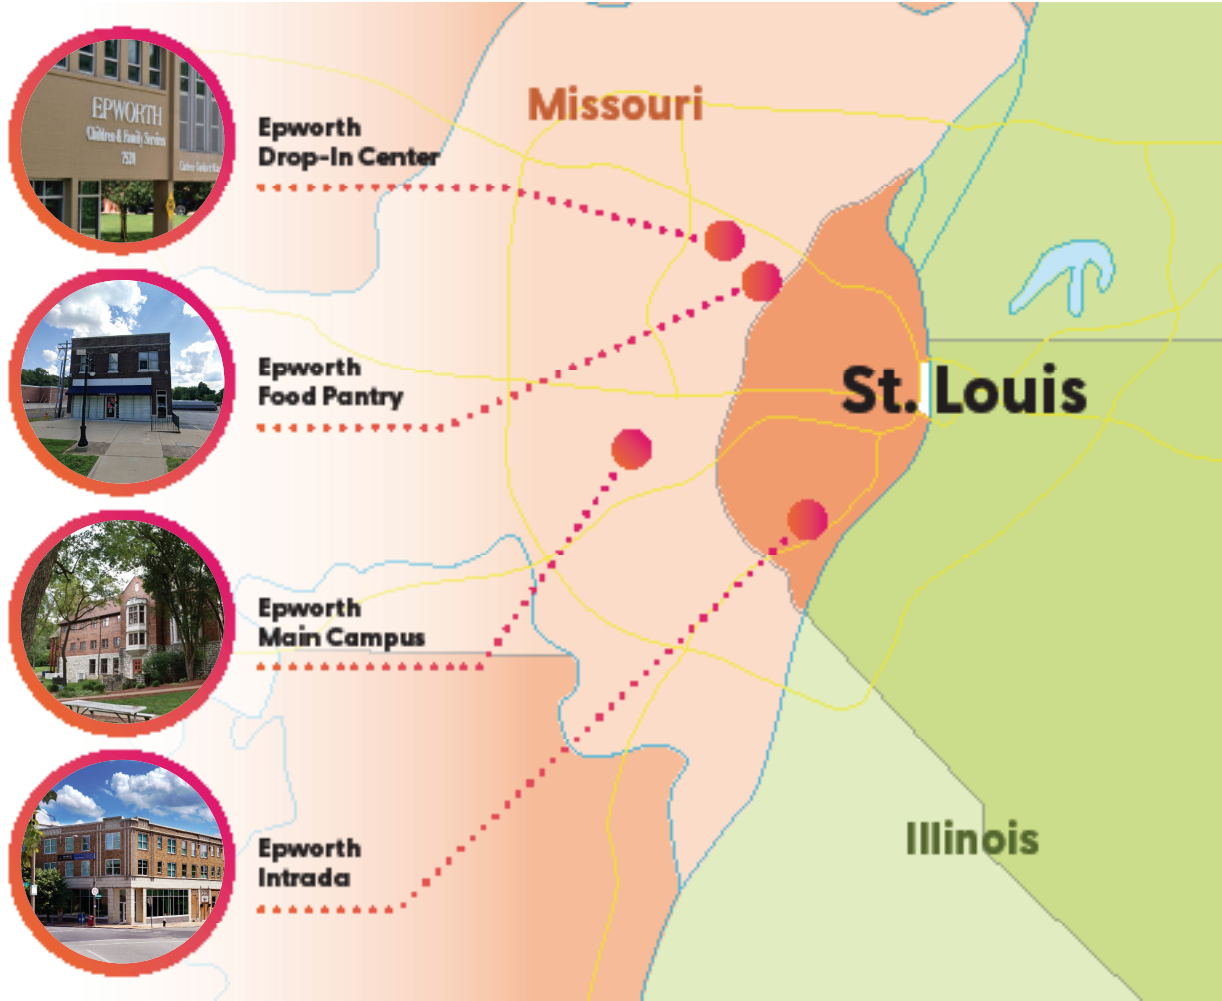 EPWORTH
Children & Family Services
7520
Epworth
Drop-In Center
Missouri
Epworth
Food Pantry
St. Louis
Epworth
Main Campus
Epworth
Intrada
Illinois